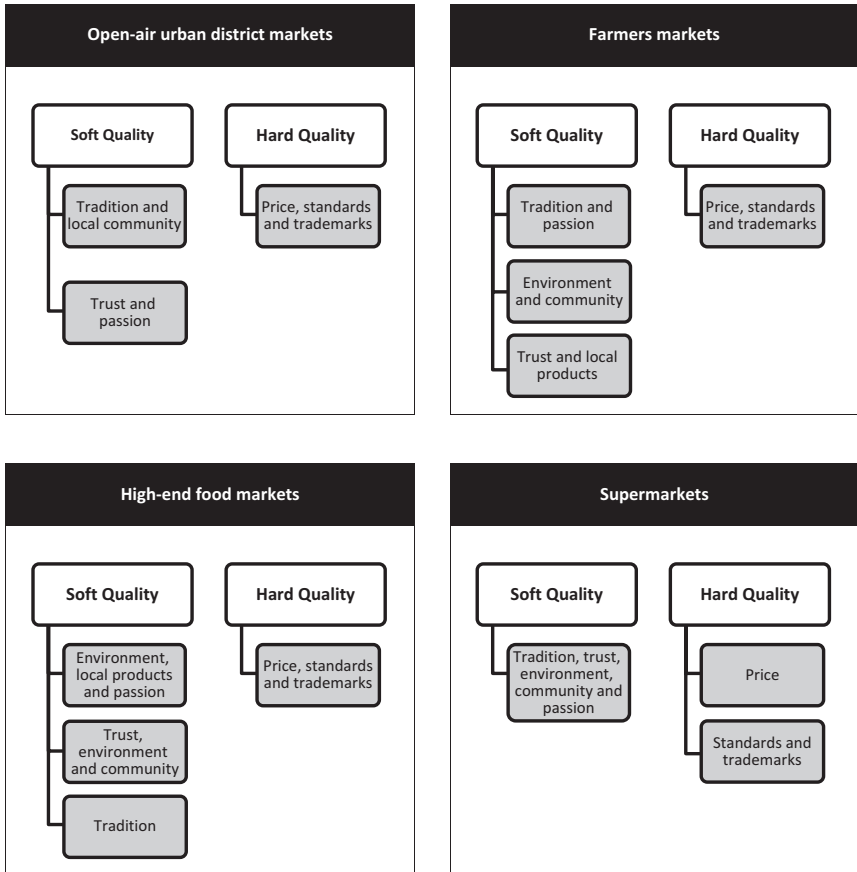 Open-air urban district markets
Soft Quality
Tradition and
local community
Trust and
passion
Hard Quality
Price, standards
and trademarks
Farmers markets
Soft Quality
Tradition and
passion
Environment
and community
Trust and local
products
Hard Quality
Price, standards
and trademarks
High-end food markets
Soft Quality
Environment,
local products
and passion
Trust,
environment
and community
Tradition
Hard Quality
Price, standards
and trademarks
Supermarkets
Soft Quality
Tradition, trust,
environment,
community and
passion
Hard Quality
Price
Standards and
trademarks